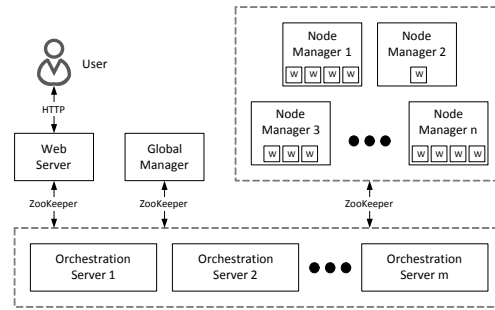 Node
Manager 1
W W W W
Node
Manager 2
W
User
HTTP
Node
Manager 3
W W W
Node
Manager n
W W W W
Web
Server
Global
Manager
ZooKeeper
ZooKeeper
ZooKeeper
Orchestration
Server 1
Orchestration
Server 2
Orchestration
Server m